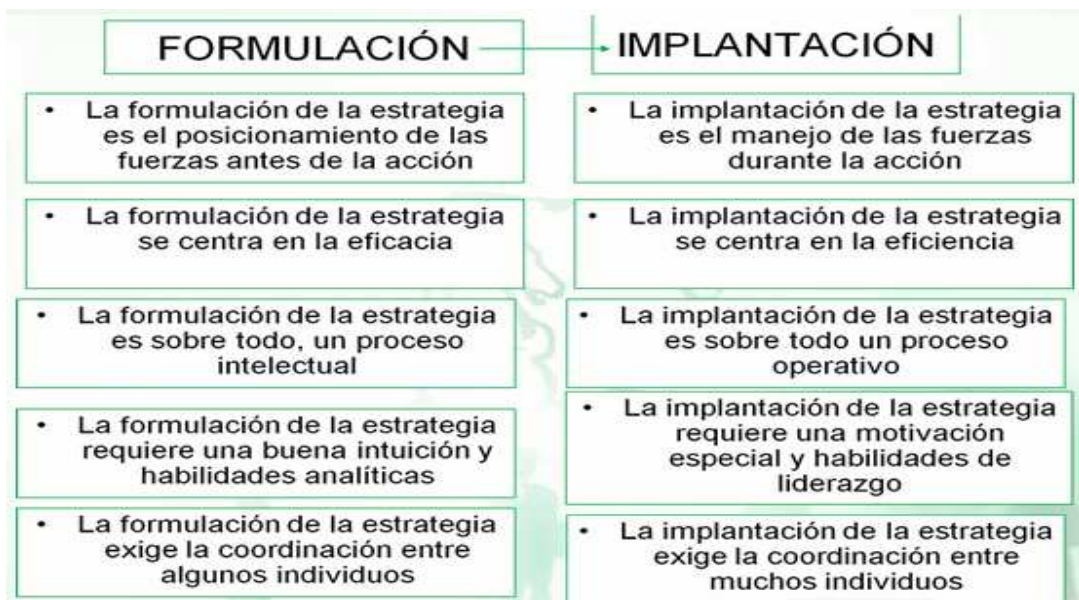 FORMULACIÓN
IMPLANTACIÓN
• La formulación de la estrategia
es el posicionamiento de las
fuerzas antes de la acción
• La implantación de la estrategia
es el manejo de las fuerzas
durante la acción
• La formulación de la estrategia
se centra en la eficacia
• La implantación de la estrategia
se centra en la eficiencia
• La formulación de la estrategia
es sobre todo, un proceso
intelectual
• La implantación de la estrategia
es sobre todo un proceso
operativo
• La formulación de la estrategia
requiere una buena intuición y
habilidades analíticas
• La implantación de la estrategia
requiere una motivación
especial y habilidades de
liderazgo
• La formulación de la estrategia
exige la coordinación entre
algunos individuos
• La implantación de la estrategia
exige la coordinación entre
muchos individuos